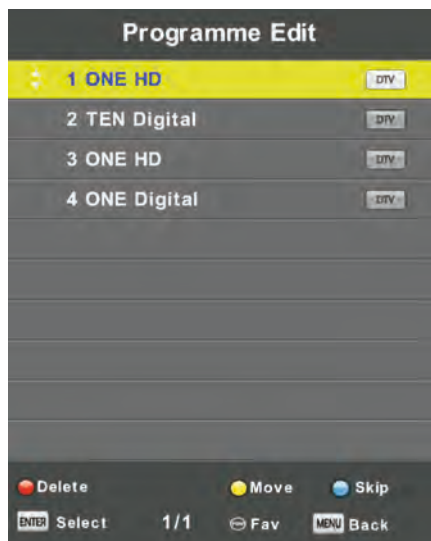 Programme Edit
1 ONE HD DTV
2 TEN Digital DTV
3 ONE HD DTV
4 ONE Digital DTV
Delete Move Skip
ENTER Select 1/1 Fav MENU Back